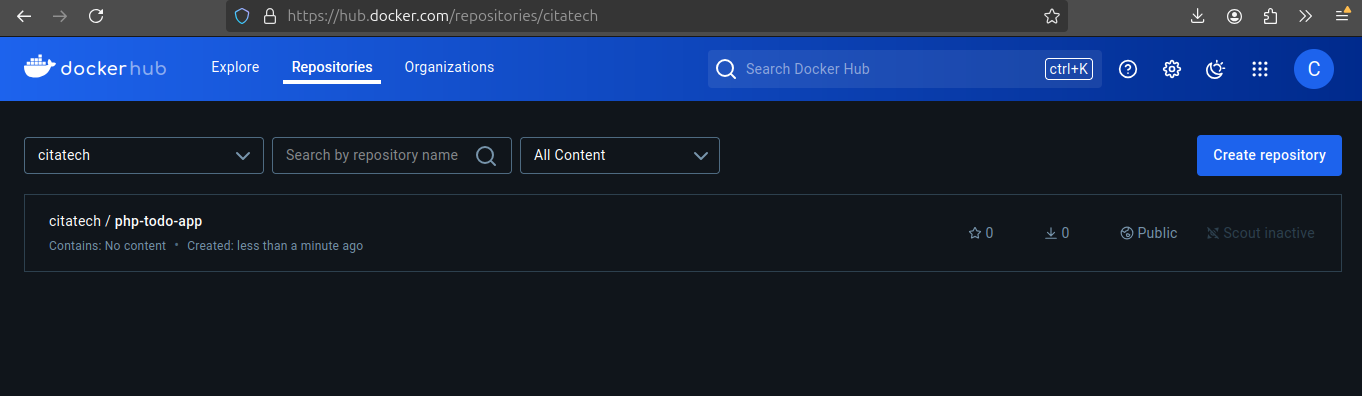 https://hub.docker.com/repositories/citatech
dockerhub Explore Repositories Organizations Search Docker Hub ctrl+K C
citatech Search by repository name All Content Create repository
citatech / php-todo-app
Contains: No content • Created: less than a minute ago
0 0 Public Scout inactive